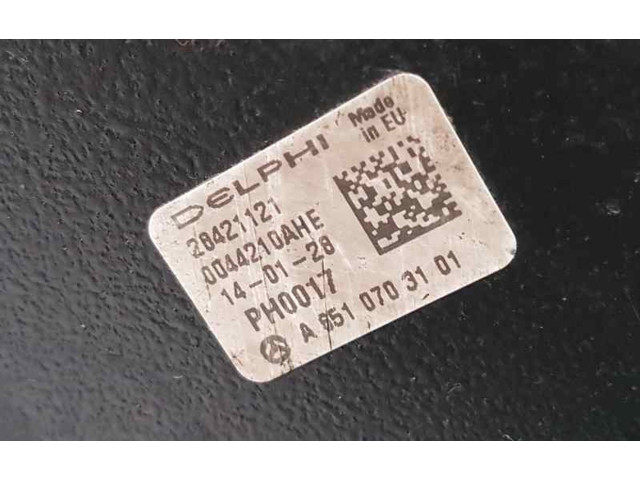 DELPHI
Made
in EU
28421121
0044210AHE
14-01-28
PH0017
A 651 070 31 01